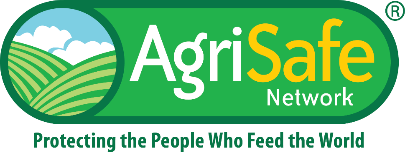 AgriSafe®
Network
Protecting the People Who Feed the World